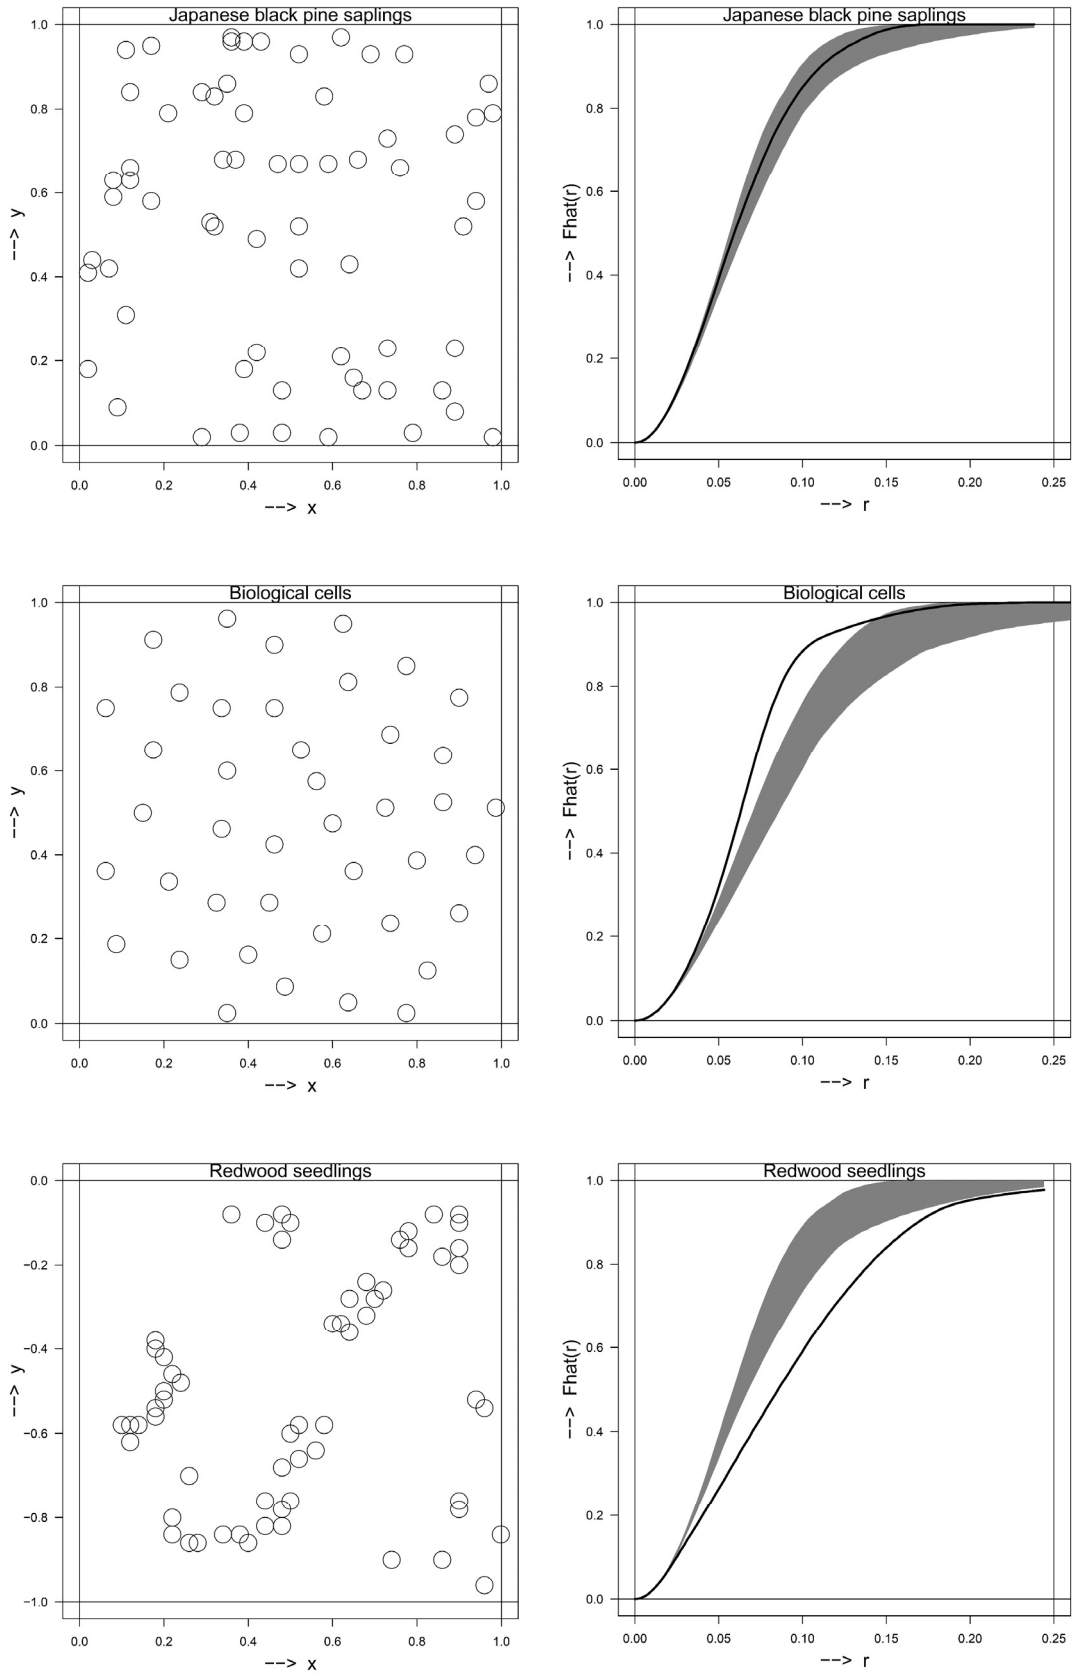 Japanese black pine saplings
1.0
0.8
0.6
0.4
0.2
0.0
--> y
0.0 0.2 0.4 0.6 0.8 1.0
--> x
Japanese black pine saplings
1.0
0.8
0.6
0.4
0.2
0.0
--> Fhat(r)
0.00 0.05 0.10 0.15 0.20 0.25
--> r
Biological cells
1.0
0.8
0.6
0.4
0.2
0.0
--> y
0.0 0.2 0.4 0.6 0.8 1.0
--> x
Biological cells
1.0
0.8
0.6
0.4
0.2
0.0
--> Fhat(r)
0.00 0.05 0.10 0.15 0.20 0.25
--> r
Redwood seedlings
0.0
−0.2
−0.4
−0.6
−0.8
−1.0
--> y
0.0 0.2 0.4 0.6 0.8 1.0
--> x
Redwood seedlings
1.0
0.8
0.6
0.4
0.2
0.0
--> Fhat(r)
0.00 0.05 0.10 0.15 0.20 0.25
--> r